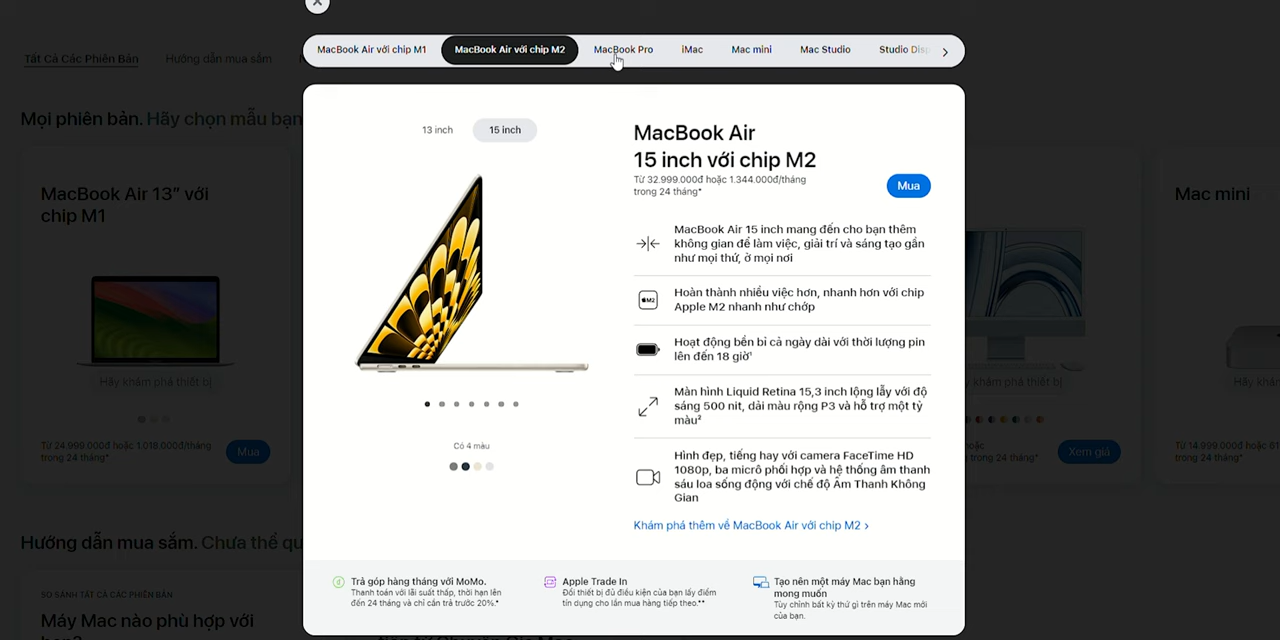 MacBook Air với chip M1
MacBook Air với chip M2
MacBook Pro
iMac
Mac mini
Mac Studio
Studio
Tất Cả Các Phiên Bản
Hướng dẫn mua sắm
Mọi phiên bản. Hãy chọn mẫu bạn
MacBook Air 13” với
chip M1
Hãy khám phá thiết bị
Từ 24.999.000đ hoặc 1.018.000đ/tháng
trong 24 tháng*
Mua
13 inch
15 inch
Có 4 màu
MacBook Air
15 inch với chip M2
Từ 32.999.000đ hoặc 1.344.000đ/tháng
trong 24 tháng*
Mua
MacBook Air 15 inch mang đến cho bạn thêm
không gian để làm việc, giải trí và sáng tạo gần
như mọi thứ, ở mọi nơi
M2
Hoàn thành nhiều việc hơn, nhanh hơn với chip
Apple M2 nhanh như chớp
Hoạt động bền bỉ cả ngày dài với thời lượng pin
lên đến 18 giờ¹
Màn hình Liquid Retina 15,3 inch lộng lẫy với độ
sáng 500 nit, dải màu rộng P3 và hỗ trợ một tỷ
màu²
Hình đẹp, tiếng hay với camera FaceTime HD
1080p, ba micrô phối hợp và hệ thống âm thanh
sáu loa sống động với chế độ Âm Thanh Không
Gian
Khám phá thêm về MacBook Air với chip M2 ›
Trả góp hàng tháng với MoMo.
Thanh toán với lãi suất thấp, thời hạn lên
đến 24 tháng và chỉ cần trả trước 20%.*
Apple Trade In
Đổi thiết bị đủ điều kiện của bạn lấy điểm
tín dụng cho lần mua hàng tiếp theo.**
Tạo nên một máy Mac bạn hằng
mong muốn
Tùy chỉnh bất kỳ thứ gì trên máy Mac mới
của bạn.
khám phá thiết bị
trong 24 tháng*
Xem giá
Mac mini
Hãy khám
Từ 14.999.000đ hoặc
trong 24 tháng*
Hướng dẫn mua sắm. Chưa thể
SO SÁNH TẤT CẢ CÁC PHIÊN BẢN
Máy Mac nào phù hợp với